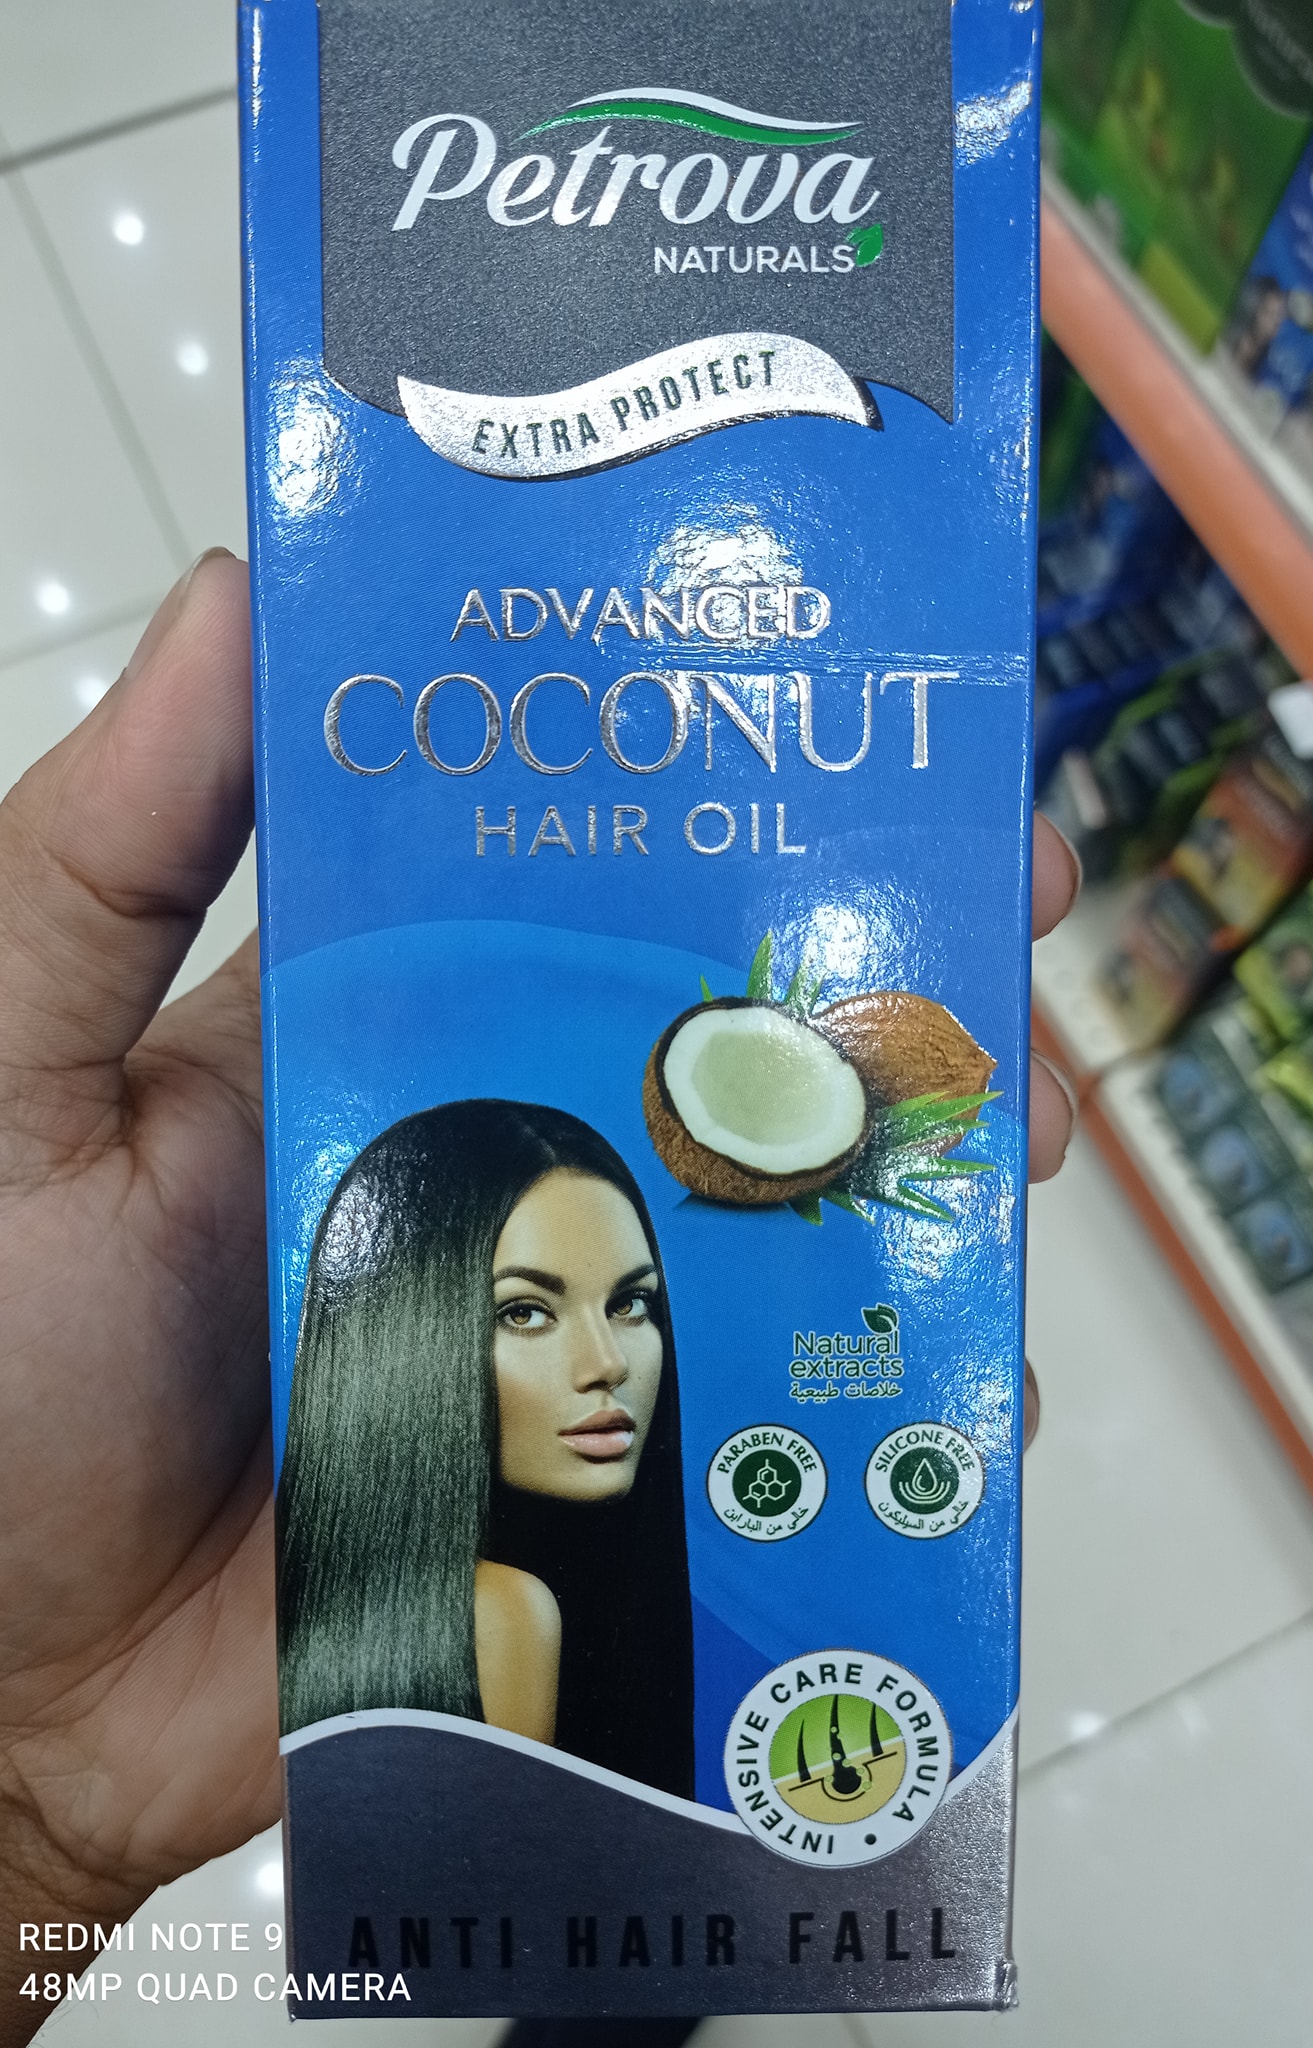 Petrova
NATURALS
EXTRA PROTECT
ADVANCED
COCONUT
HAIR OIL
Natural
extracts
خلاصات طبيعية
PARABEN FREE
خالي من البارابن
SILICONE FREE
خالي من السيليكون
INTENSIVE CARE FORMULA
ANTI HAIR FALL
REDMI NOTE 9
48MP QUAD CAMERA